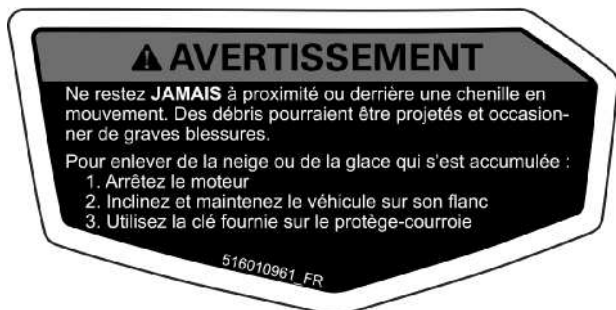 AVERTISSEMENT
Ne restez JAMAIS à proximité ou derrière une chenille en
mouvement. Des débris pourraient être projetés et occasion-
ner de graves blessures.
Pour enlever de la neige ou de la glace qui s'est accumulée :
1. Arrêtez le moteur
2. Inclinez et maintenez le véhicule sur son flanc
3. Utilisez la clé fournie sur le protège-courroie
516010961_FR